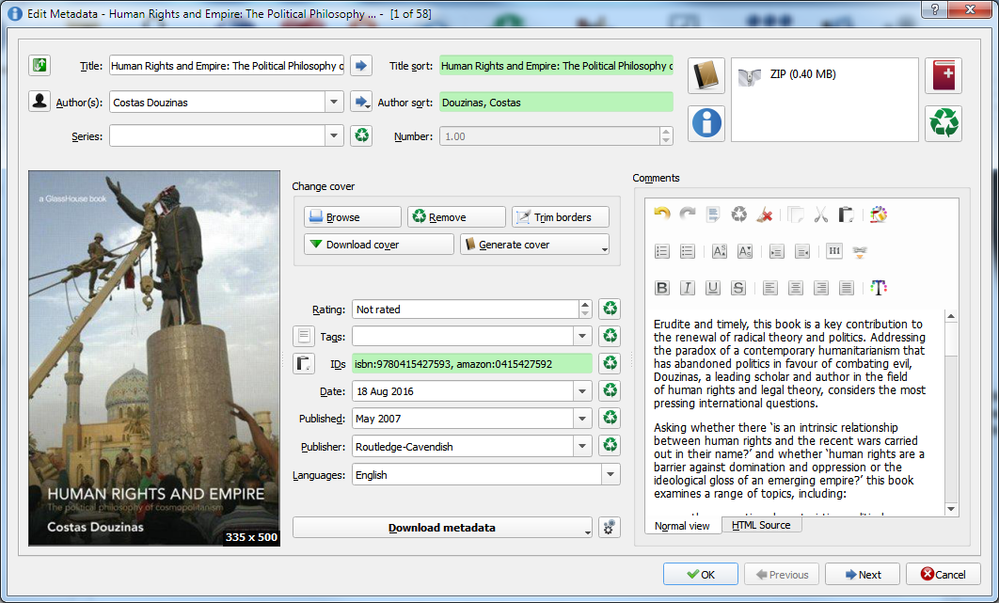 Edit Metadata - Human Rights and Empire: The Political Philosophy ... - [1 of 58]
?
Title: Human Rights and Empire: The Political Philosophy o
Title sort: Human Rights and Empire: The Political Philosophy o
ZIP (0.40 MB)
Author(s): Costas Douzinas
Author sort: Douzinas, Costas
Series:
Number: 1.00
a GlassHouse book
HUMAN RIGHTS AND EMPIRE
The political philosophy of cosmopolitanism
Costas Douzinas
335 x 500
Change cover
Browse
Remove
Trim borders
Download cover
Generate cover
Rating: Not rated
Tags:
IDs isbn:9780415427593, amazon:0415427592
Date: 18 Aug 2016
Published: May 2007
Publisher: Routledge-Cavendish
Languages: English
Download metadata
Comments
H1
B I U S
Erudite and timely, this book is a key contribution to
the renewal of radical theory and politics. Addressing
the paradox of a contemporary humanitarianism that
has abandoned politics in favour of combating evil,
Douzinas, a leading scholar and author in the field
of human rights and legal theory, considers the most
pressing international questions.
Asking whether there ‘is an intrinsic relationship
between human rights and the recent wars carried
out in their name?’ and whether ‘human rights are a
barrier against domination and oppression or the
ideological gloss of an emerging empire?’ this book
examines a range of topics, including:
Normal view
HTML Source
OK
Previous
Next
Cancel